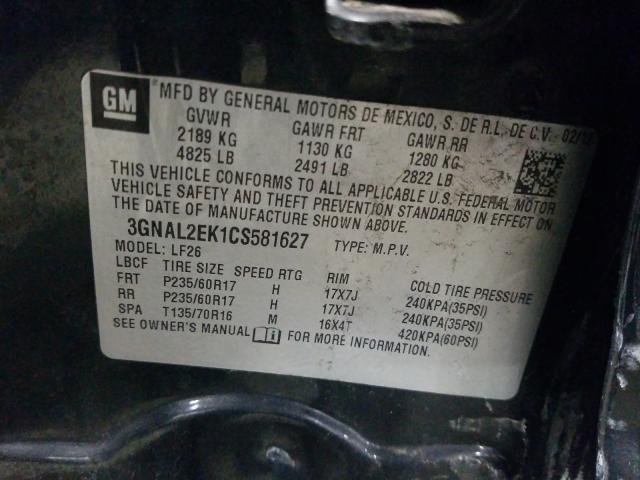 GM
MFD BY GENERAL MOTORS DE MEXICO, S. DE R.L. DE C.V.
GVWR GAWR FRT GAWR RR
2189 KG 1130 KG 1280 KG
4825 LB 2491 LB 2822 LB
THIS VEHICLE CONFORMS TO ALL APPLICABLE U.S. FEDERAL MOTOR
VEHICLE SAFETY AND THEFT PREVENTION STANDARDS IN EFFECT ON
THE DATE OF MANUFACTURE SHOWN ABOVE.
3GNAL2EK1CS581627 TYPE: M.P.V.
MODEL: LF26
LBCF TIRE SIZE SPEED RTG RIM COLD TIRE PRESSURE
FRT P235/60R17 H 17X7J 240KPA(35PSI)
RR P235/60R17 H 17X7J 240KPA(35PSI)
SPA T135/70R16 M 16X4T 420KPA(60PSI)
SEE OWNER'S MANUAL FOR MORE INFORMATION.